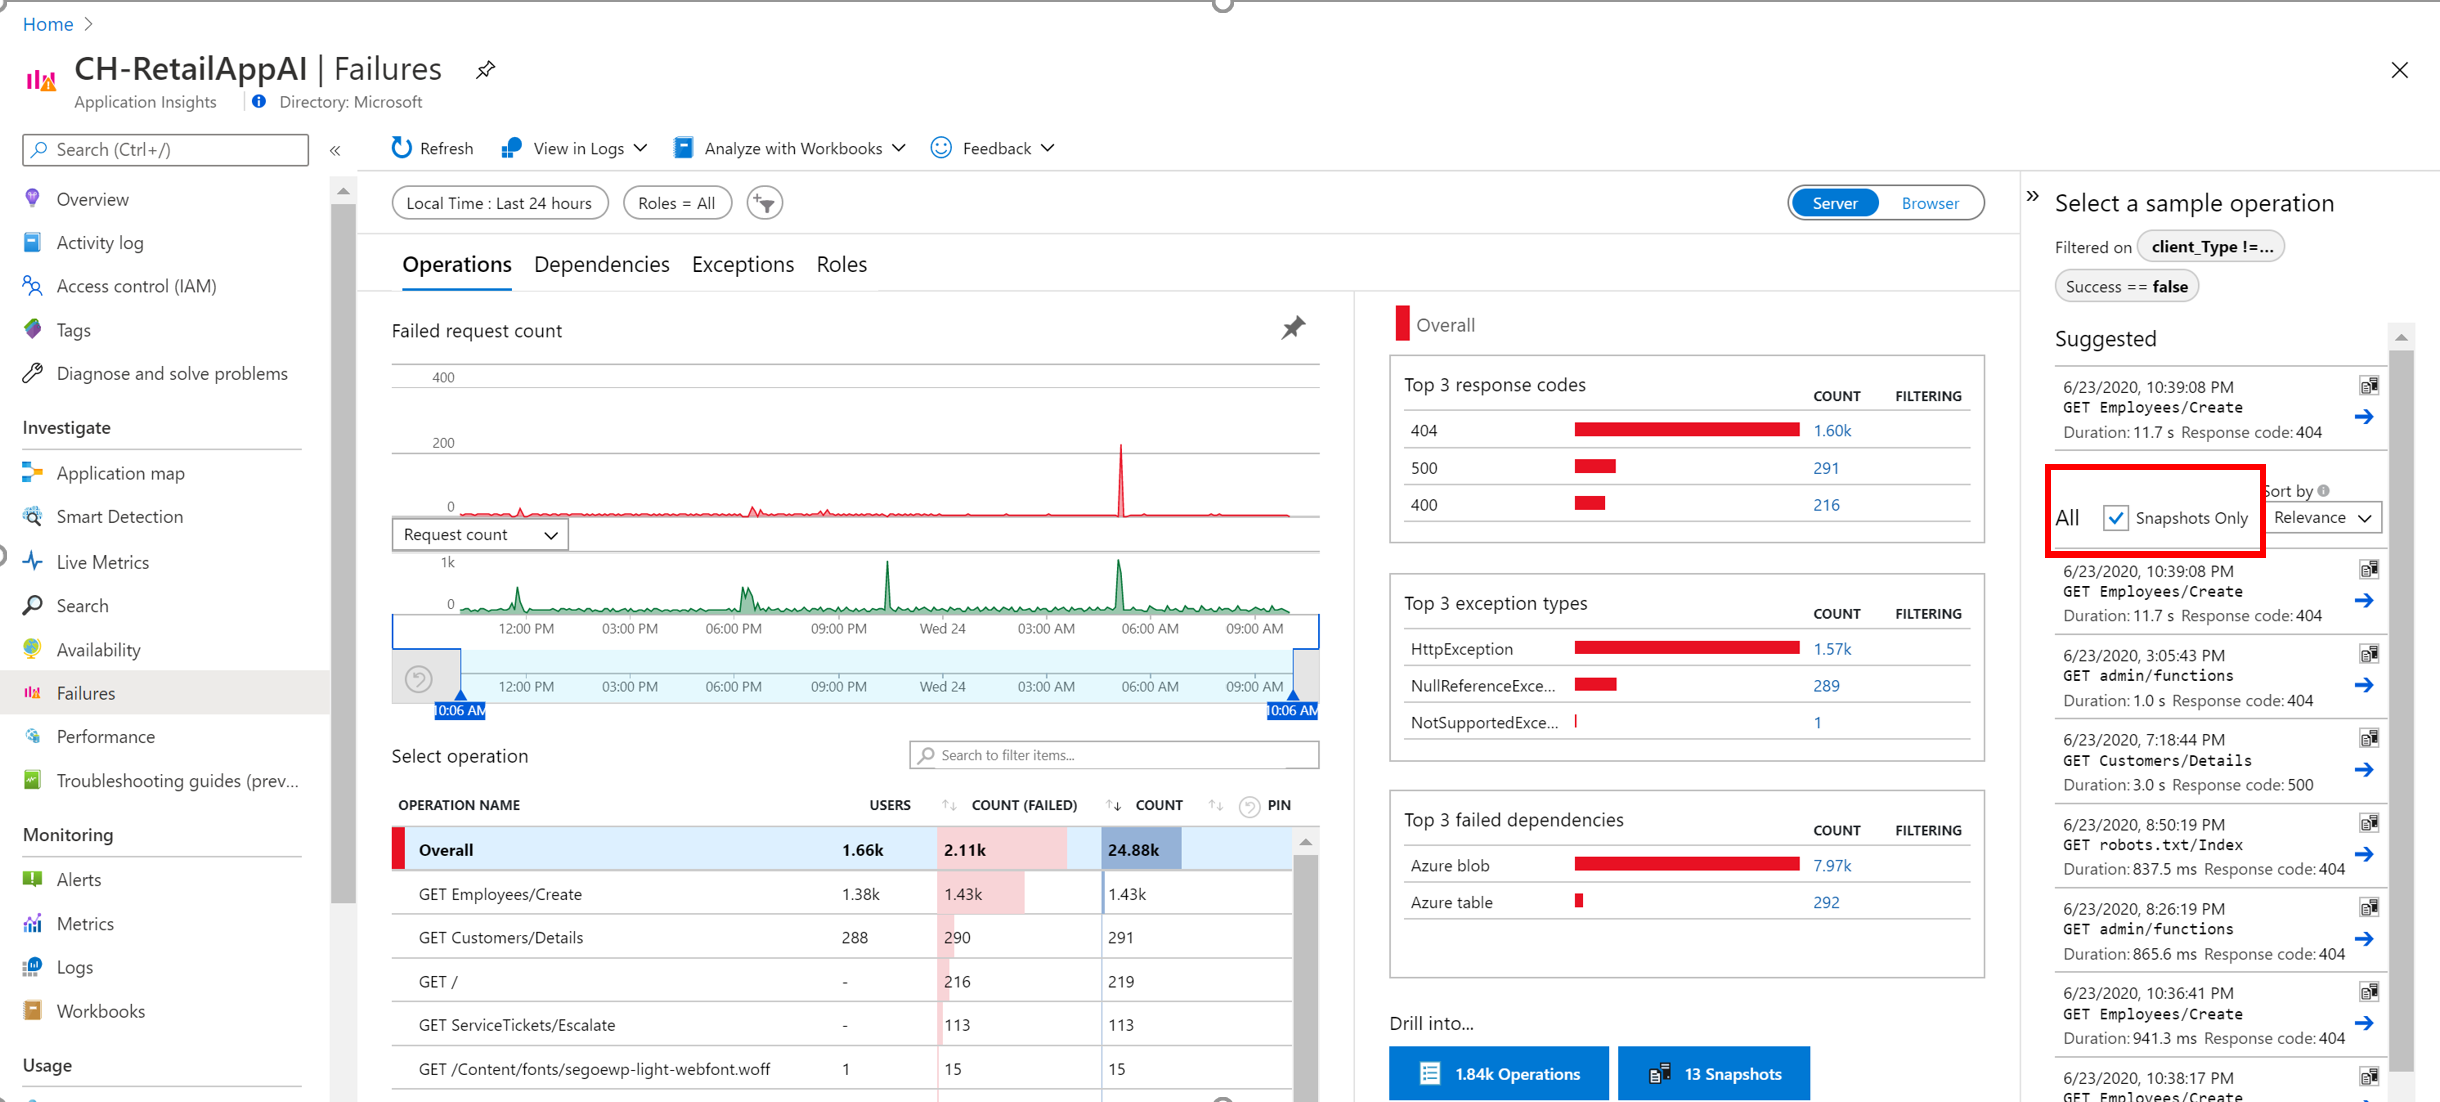 Home
CH-RetailAppAI | Failures
Application Insights
Directory: Microsoft
Search (Ctrl+/)
«
Overview
Activity log
Access control (IAM)
Tags
Diagnose and solve problems
Investigate
Application map
Smart Detection
Live Metrics
Search
Availability
Failures
Performance
Troubleshooting guides (prev...
Monitoring
Alerts
Metrics
Logs
Workbooks
Usage
Refresh
View in Logs
Analyze with Workbooks
Feedback
Local Time : Last 24 hours
Roles = All
Server
Browser
Operations
Dependencies
Exceptions
Roles
Failed request count
400
200
0
Request count
1k
0
12:00 PM 03:00 PM 06:00 PM 09:00 PM Wed 24 03:00 AM 06:00 AM 09:00 AM
12:00 PM 03:00 PM 06:00 PM 09:00 PM Wed 24 03:00 AM 06:00 AM 09:00 AM
10:06 AM
10:06 AM
Select operation
Search to filter items...
OPERATION NAME USERS COUNT (FAILED) COUNT PIN
Overall 1.66k 2.11k 24.88k
GET Employees/Create 1.38k 1.43k 1.43k
GET Customers/Details 288 290 291
GET / - 216 219
GET ServiceTickets/Escalate - 113 113
GET /Content/fonts/segoewp-light-webfont.woff 1 15 15
Overall
Top 3 response codes COUNT FILTERING
404 1.60k
500 291
400 216
Top 3 exception types COUNT FILTERING
HttpException 1.57k
NullReferenceExce... 289
NotSupportedExce... 1
Top 3 failed dependencies COUNT FILTERING
Azure blob 7.97k
Azure table 292
Drill into...
1.84k Operations
13 Snapshots
»
Select a sample operation
Filtered on client_Type !=...
Success == false
Suggested
6/23/2020, 10:39:08 PM
GET Employees/Create
Duration: 11.7 s Response code: 404
Sort by
All Snapshots Only Relevance
6/23/2020, 10:39:08 PM
GET Employees/Create
Duration: 11.7 s Response code: 404
6/23/2020, 3:05:43 PM
GET admin/functions
Duration: 1.0 s Response code: 404
6/23/2020, 7:18:44 PM
GET Customers/Details
Duration: 3.0 s Response code: 500
6/23/2020, 8:50:19 PM
GET robots.txt/Index
Duration: 837.5 ms Response code: 404
6/23/2020, 8:26:19 PM
GET admin/functions
Duration: 865.6 ms Response code: 404
6/23/2020, 10:36:41 PM
GET Employees/Create
Duration: 941.3 ms Response code: 404
6/23/2020, 10:38:17 PM
GET Employees/Create